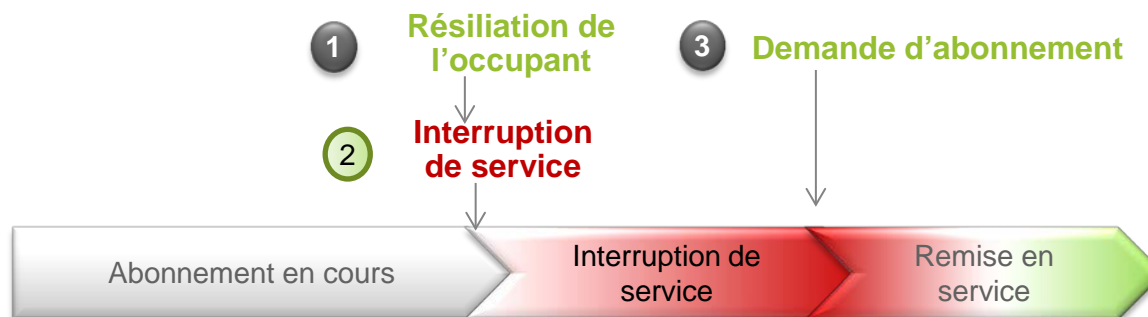 1
Résiliation de
l’occupant
3
Demande d’abonnement
2
Interruption
de service
Abonnement en cours
Interruption de
service
Remise en
service